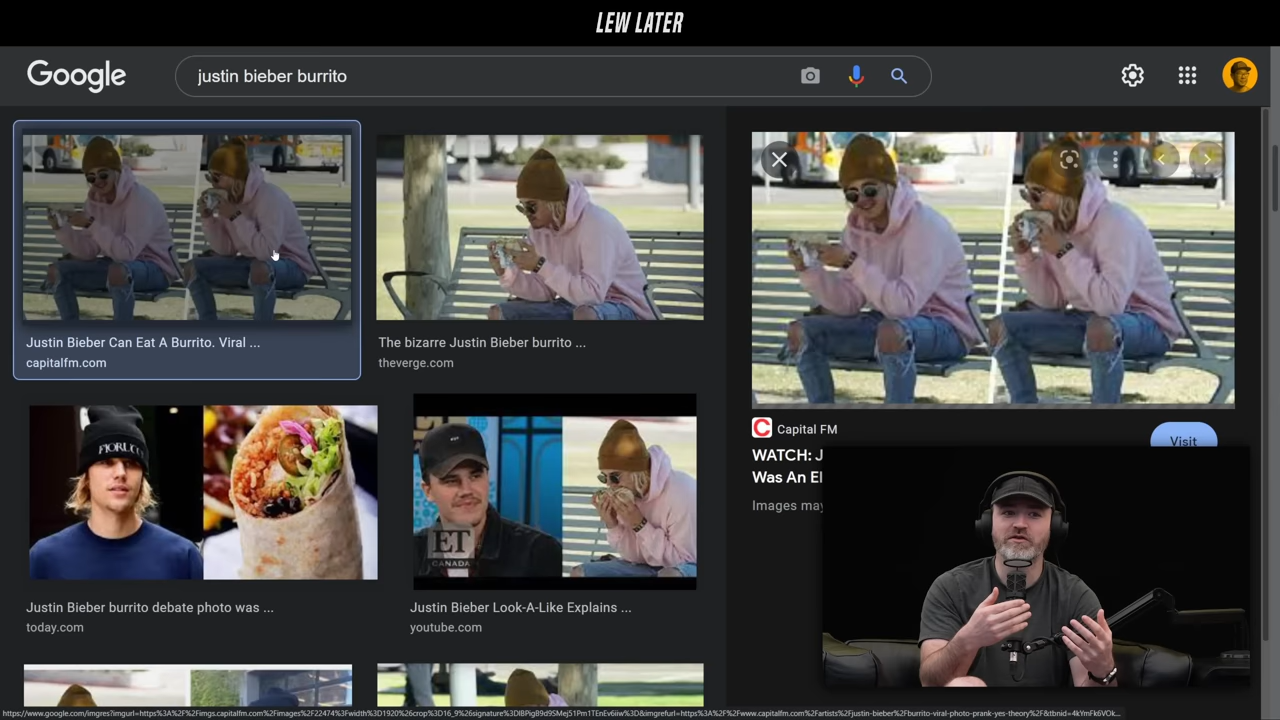 LEW LATER
Google
justin bieber burrito
Justin Bieber Can Eat A Burrito. Viral ...
capitalfm.com
The bizarre Justin Bieber burrito ...
theverge.com
FIORUCCI
Justin Bieber burrito debate photo was ...
today.com
ET
CANADA
Justin Bieber Look-A-Like Explains ...
youtube.com
C
Capital FM
Visit
WATCH: J
Was An El
Images may